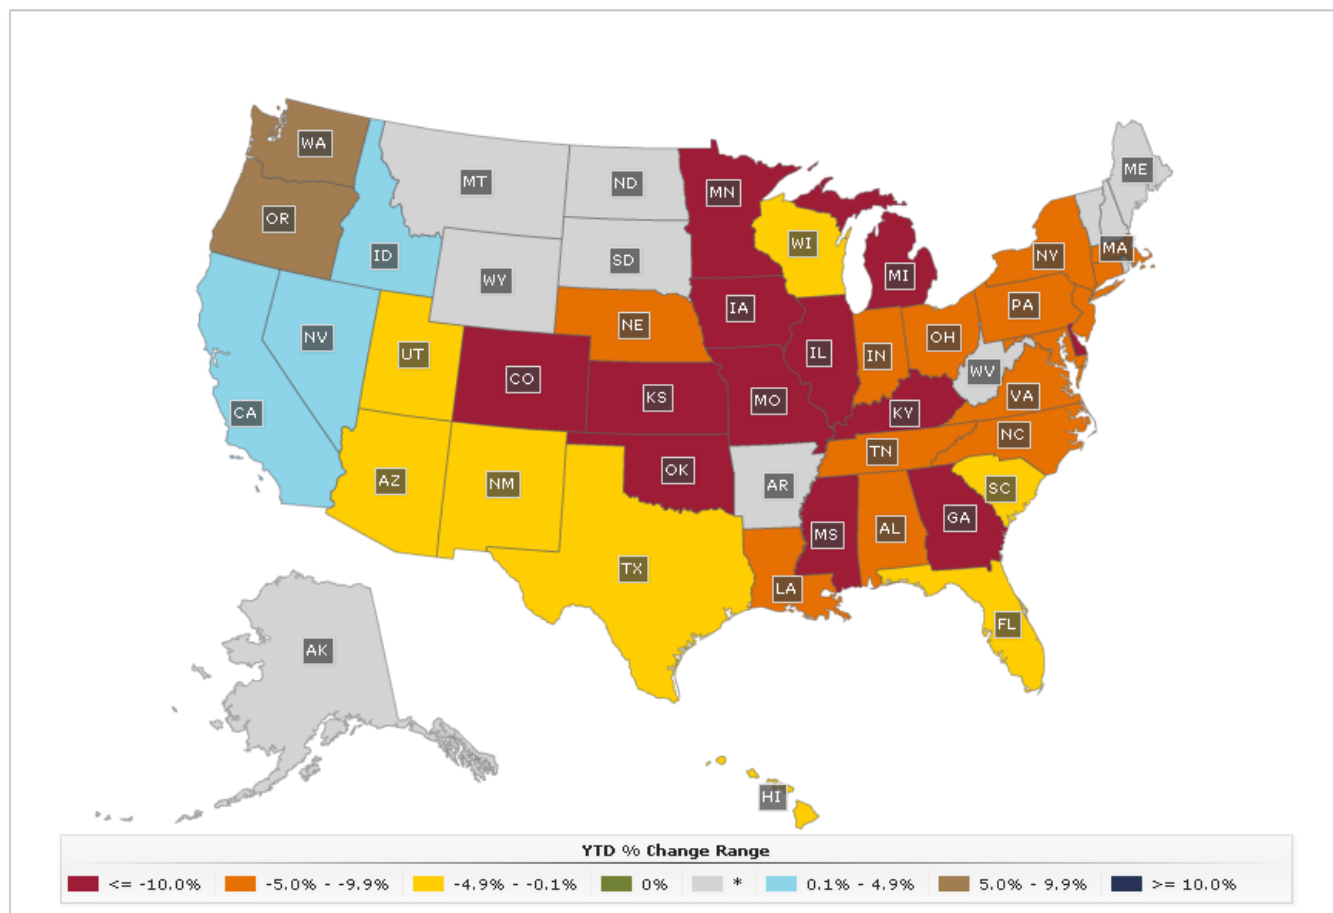 WA
MT
ND
MN
ME
OR
ID
WY
SD
WI
MI
NY
MA
NV
UT
CO
NE
IA
IL
IN
OH
PA
WV
VA
CA
KS
MO
KY
NC
AZ
NM
OK
AR
TN
SC
TX
LA
MS
AL
GA
FL
AK
HI
YTD % Change Range
<= -10.0% -5.0% - -9.9% -4.9% - -0.1% 0% * 0.1% - 4.9% 5.0% - 9.9% >= 10.0%